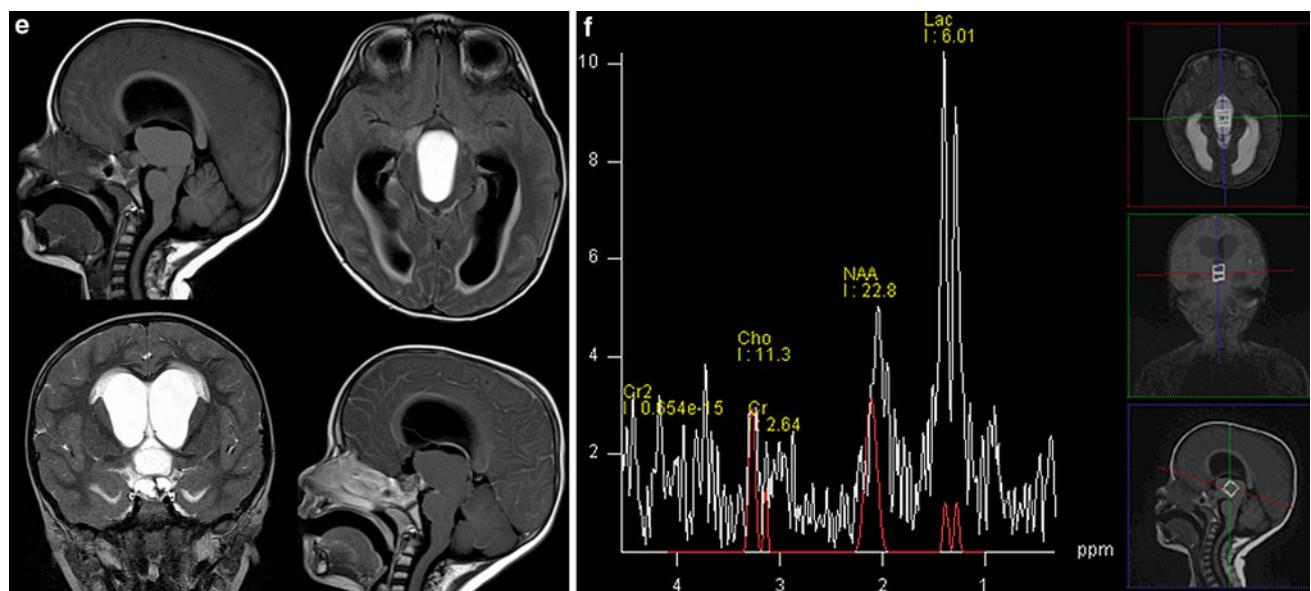 e
f
Lac
I : 6.01
10
8
NAA
I : 22.8
6
Cho
I : 11.3
4
Cr2
I : 0.654e-15
Cr
I : 2.64
2
ppm
4 3 2 1